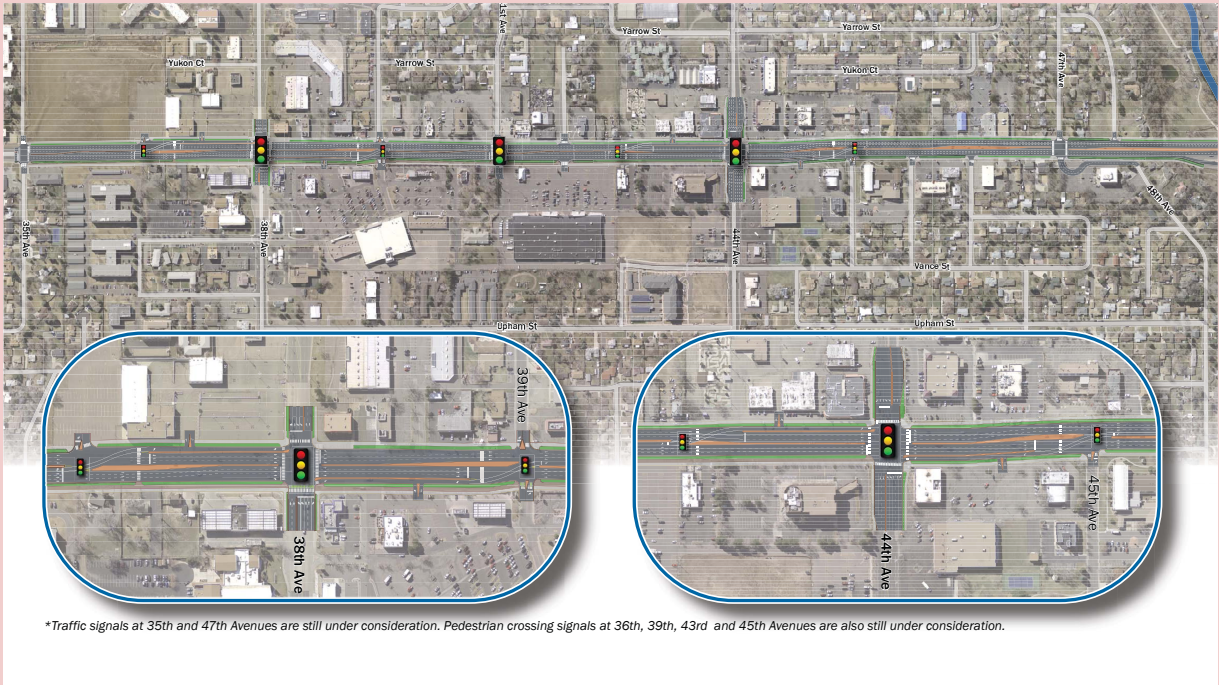 1st Ave
Yarrow St
Yarrow St
Yukon Ct
Yarrow St
Yukon Ct
47th Ave
48th Ave
35th Ave
38th Ave
44th Ave
Vance St
Upham St
Upham St
39th Ave
38th Ave
45th Ave
44th Ave
*Traffic signals at 35th and 47th Avenues are still under consideration. Pedestrian crossing signals at 36th, 39th, 43rd and 45th Avenues are also still under consideration.